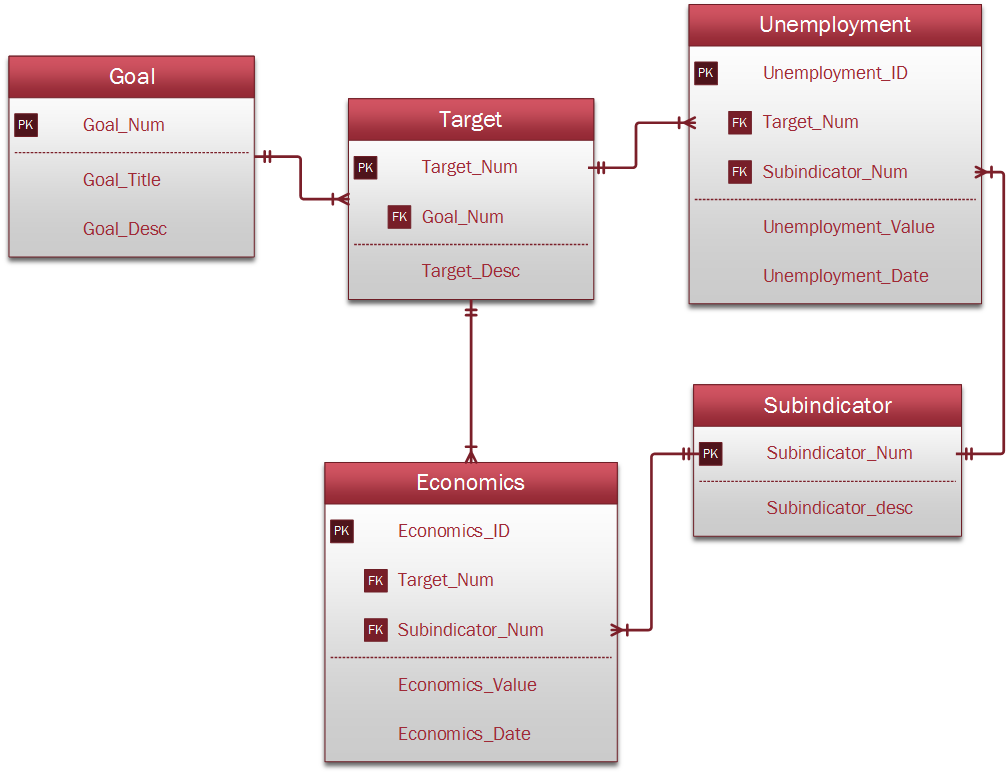 Goal
PK Goal_Num
Goal_Title
Goal_Desc
Target
PK Target_Num
FK Goal_Num
Target_Desc
Unemployment
PK Unemployment_ID
FK Target_Num
FK Subindicator_Num
Unemployment_Value
Unemployment_Date
Subindicator
PK Subindicator_Num
Subindicator_desc
Economics
PK Economics_ID
FK Target_Num
FK Subindicator_Num
Economics_Value
Economics_Date